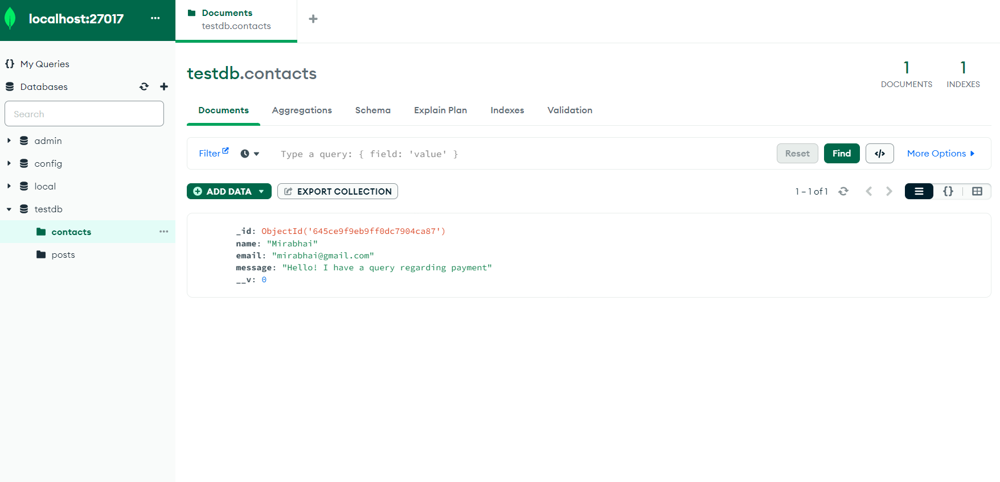 localhost:27017
Documents
testdb.contacts
My Queries
Databases
Search
admin
config
local
testdb
contacts
posts
testdb.contacts
1
DOCUMENTS
1
INDEXES
Documents Aggregations Schema Explain Plan Indexes Validation
Filter Type a query: { field: 'value' } Reset Find </> More Options
ADD DATA EXPORT COLLECTION 1 – 1 of 1 {}
_id: ObjectId('645ce9f9eb9ff0dc7904ca87')
name: "Mirabhai"
email: "mirabhai@gmail.com"
message: "Hello! I have a query regarding payment"
__v: 0